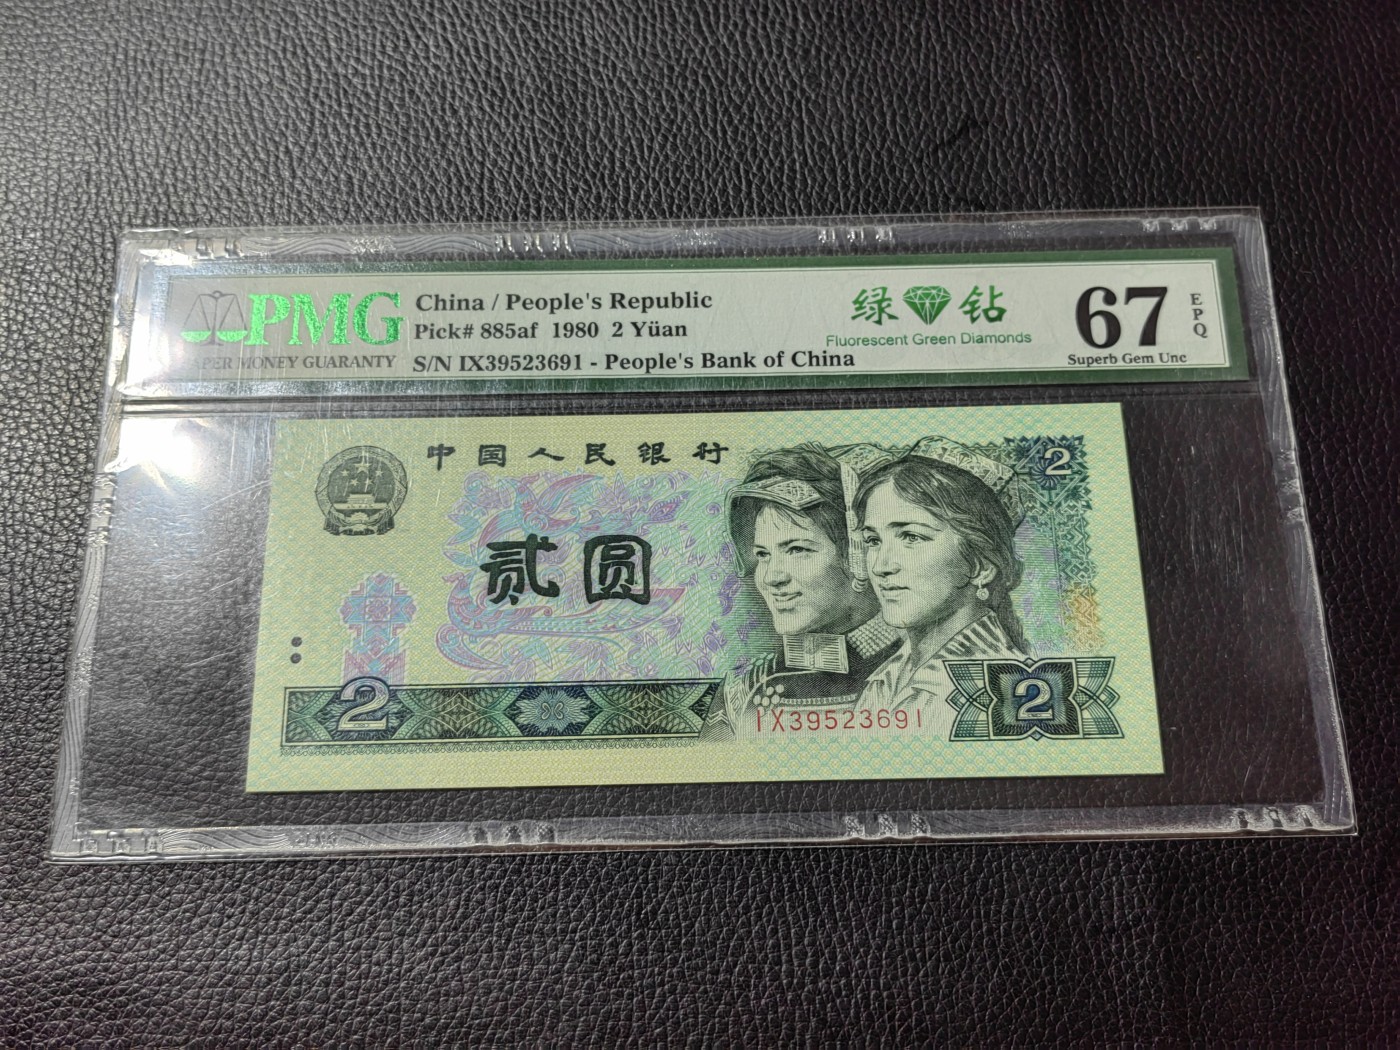 PMG
PAPER MONEY GUARANTY
China / People's Republic
Pick# 885af 1980 2 Yüan
S/N IX39523691 - People's Bank of China
绿 钻
Fluorescent Green Diamonds
67
EPQ
Superb Gem Unc
中国人民银行
2
贰圆
2
IX39523691
2